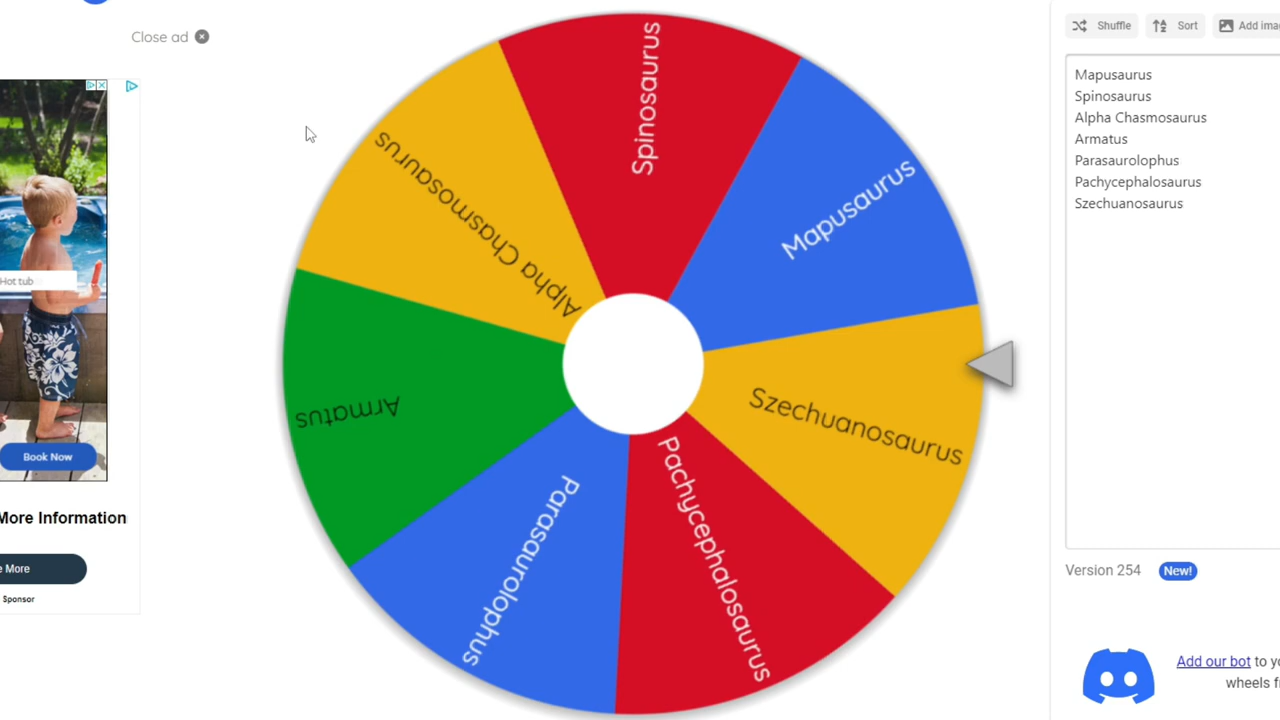 Close ad
Hot tub
Book Now
More Information
More
Sponsor
Spinosaurus
Mapusaurus
Szechuanosaurus
Pachycephalosaurus
Parasaurolophus
Armatus
Alpha Chasmosaurus
Shuffle
Sort
Add ima
Mapusaurus
Spinosaurus
Alpha Chasmosaurus
Armatus
Parasaurolophus
Pachycephalosaurus
Szechuanosaurus
Version 254
New!
Add our bot to yo
wheels f